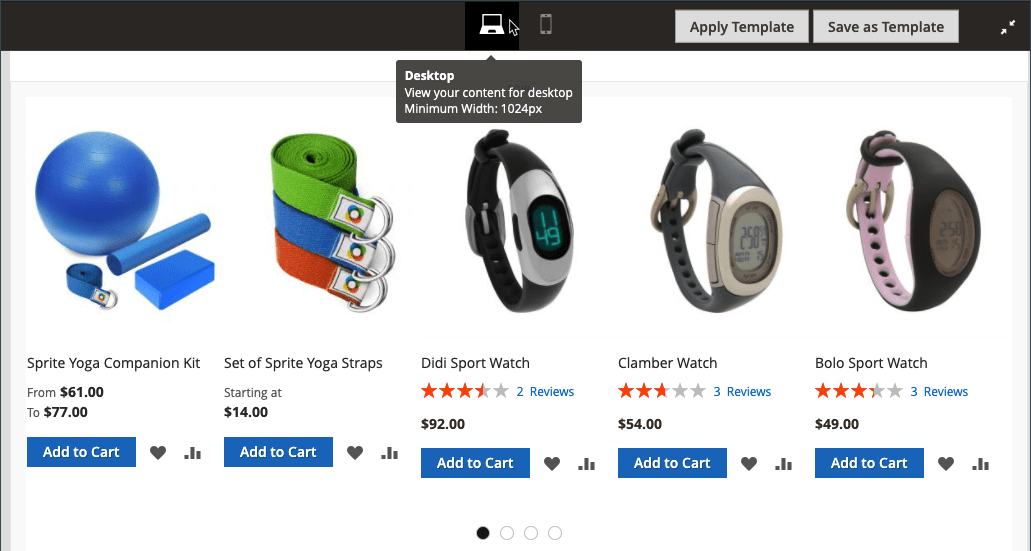 Apply Template
Save as Template
Desktop
View your content for desktop
Minimum Width: 1024px
11
49
Sprite Yoga Companion Kit
From $61.00
To $77.00
Add to Cart
Set of Sprite Yoga Straps
Starting at
$14.00
Add to Cart
Didi Sport Watch
2 Reviews
$92.00
Add to Cart
Clamber Watch
3 Reviews
$54.00
Add to Cart
Bolo Sport Watch
3 Reviews
$49.00
Add to Cart